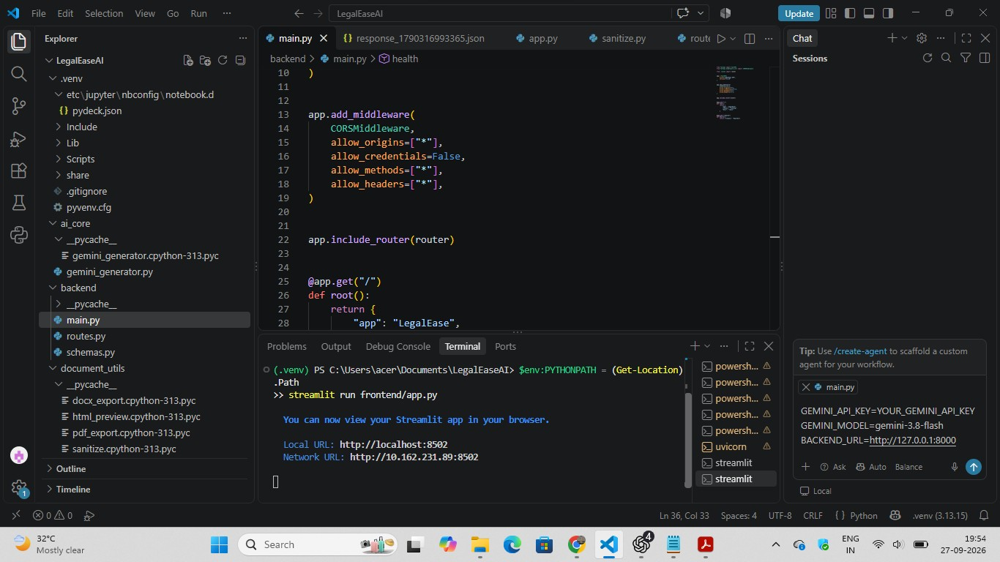 File Edit Selection View Go Run ··· LegalEaseAI Update
Explorer ···
LegalEaseAI
.venv
etc\jupyter\nbconfig\notebook.d
{} pydeck.json
Include
Lib
Scripts
share
.gitignore
pyvenv.cfg
ai_core
__pycache__
gemini_generator.cpython-313.pyc
gemini_generator.py
backend
__pycache__
main.py
routes.py
schemas.py
document_utils
__pycache__
docx_export.cpython-313.pyc
html_preview.cpython-313.pyc
pdf_export.cpython-313.pyc
sanitize.cpython-313.pyc
Outline
Timeline
1
main.py {} response_1790316993365.json app.py sanitize.py route ···
backend > main.py > health
10 )
11
12
13 app.add_middleware(
14 CORSMiddleware,
15 allow_origins=["*"],
16 allow_credentials=False,
17 allow_methods=["*"],
18 allow_headers=["*"],
19 )
20
21
22 app.include_router(router)
23
24
25 @app.get("/")
26 def root():
27 return {
28 "app": "LegalEase",
Problems Output Debug Console Terminal Ports ···
(.venv) PS C:\Users\acer\Documents\LegalEaseAI> $env:PYTHONPATH = (Get-Location)
.Path
>> streamlit run frontend/app.py
You can now view your Streamlit app in your browser.
Local URL: http://localhost:8502
Network URL: http://10.162.231.89:8502
powersh...
powersh...
powersh...
powersh...
powersh...
uvicorn
streamlit
streamlit
Chat ···
Sessions
Tip: Use /create-agent to scaffold a custom
agent for your workflow.
main.py
GEMINI_API_KEY=YOUR_GEMINI_API_KEY
GEMINI_MODEL=gemini-3.8-flash
BACKEND_URL=http://127.0.0.1:8000
Ask Auto Balance
Local
0 0 Ln 36, Col 33 Spaces: 4 UTF-8 CRLF {} Python .venv (3.13.15)
32°C
Mostly clear
Search
4
ENG
IN
19:54
27-09-2026